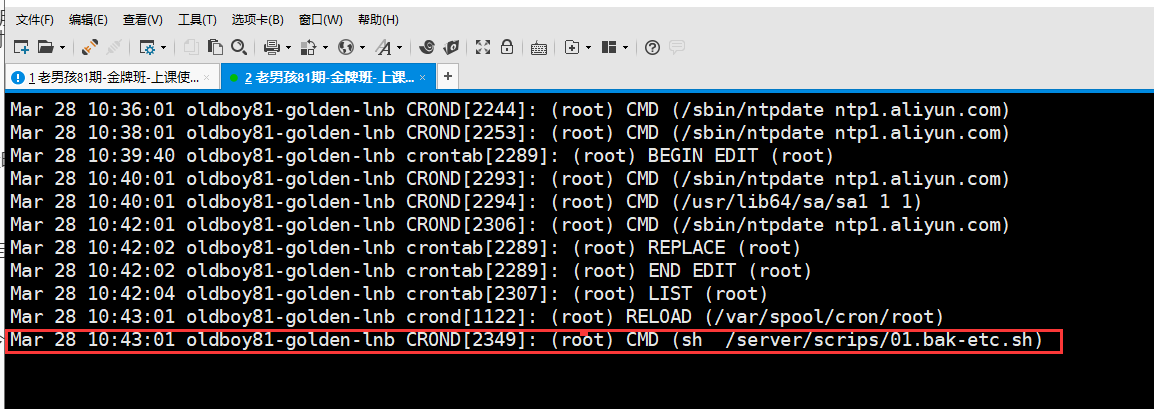 文件(F) 编辑(E) 查看(V) 工具(T) 选项卡(B) 窗口(W) 帮助(H)
1 老男孩81期-金牌班-上课使... × 2 老男孩81期-金牌班-上课... × +
Mar 28 10:36:01 oldboy81-golden-lnb CROND[2244]: (root) CMD (/sbin/ntpdate ntp1.aliyun.com)
Mar 28 10:38:01 oldboy81-golden-lnb CROND[2253]: (root) CMD (/sbin/ntpdate ntp1.aliyun.com)
Mar 28 10:39:40 oldboy81-golden-lnb crontab[2289]: (root) BEGIN EDIT (root)
Mar 28 10:40:01 oldboy81-golden-lnb CROND[2293]: (root) CMD (/sbin/ntpdate ntp1.aliyun.com)
Mar 28 10:40:01 oldboy81-golden-lnb CROND[2294]: (root) CMD (/usr/lib64/sa/sa1 1 1)
Mar 28 10:42:01 oldboy81-golden-lnb CROND[2306]: (root) CMD (/sbin/ntpdate ntp1.aliyun.com)
Mar 28 10:42:02 oldboy81-golden-lnb crontab[2289]: (root) REPLACE (root)
Mar 28 10:42:02 oldboy81-golden-lnb crontab[2289]: (root) END EDIT (root)
Mar 28 10:42:04 oldboy81-golden-lnb crontab[2307]: (root) LIST (root)
Mar 28 10:43:01 oldboy81-golden-lnb crond[1122]: (root) RELOAD (/var/spool/cron/root)
Mar 28 10:43:01 oldboy81-golden-lnb CROND[2349]: (root) CMD (sh  /server/scrips/01.bak-etc.sh)